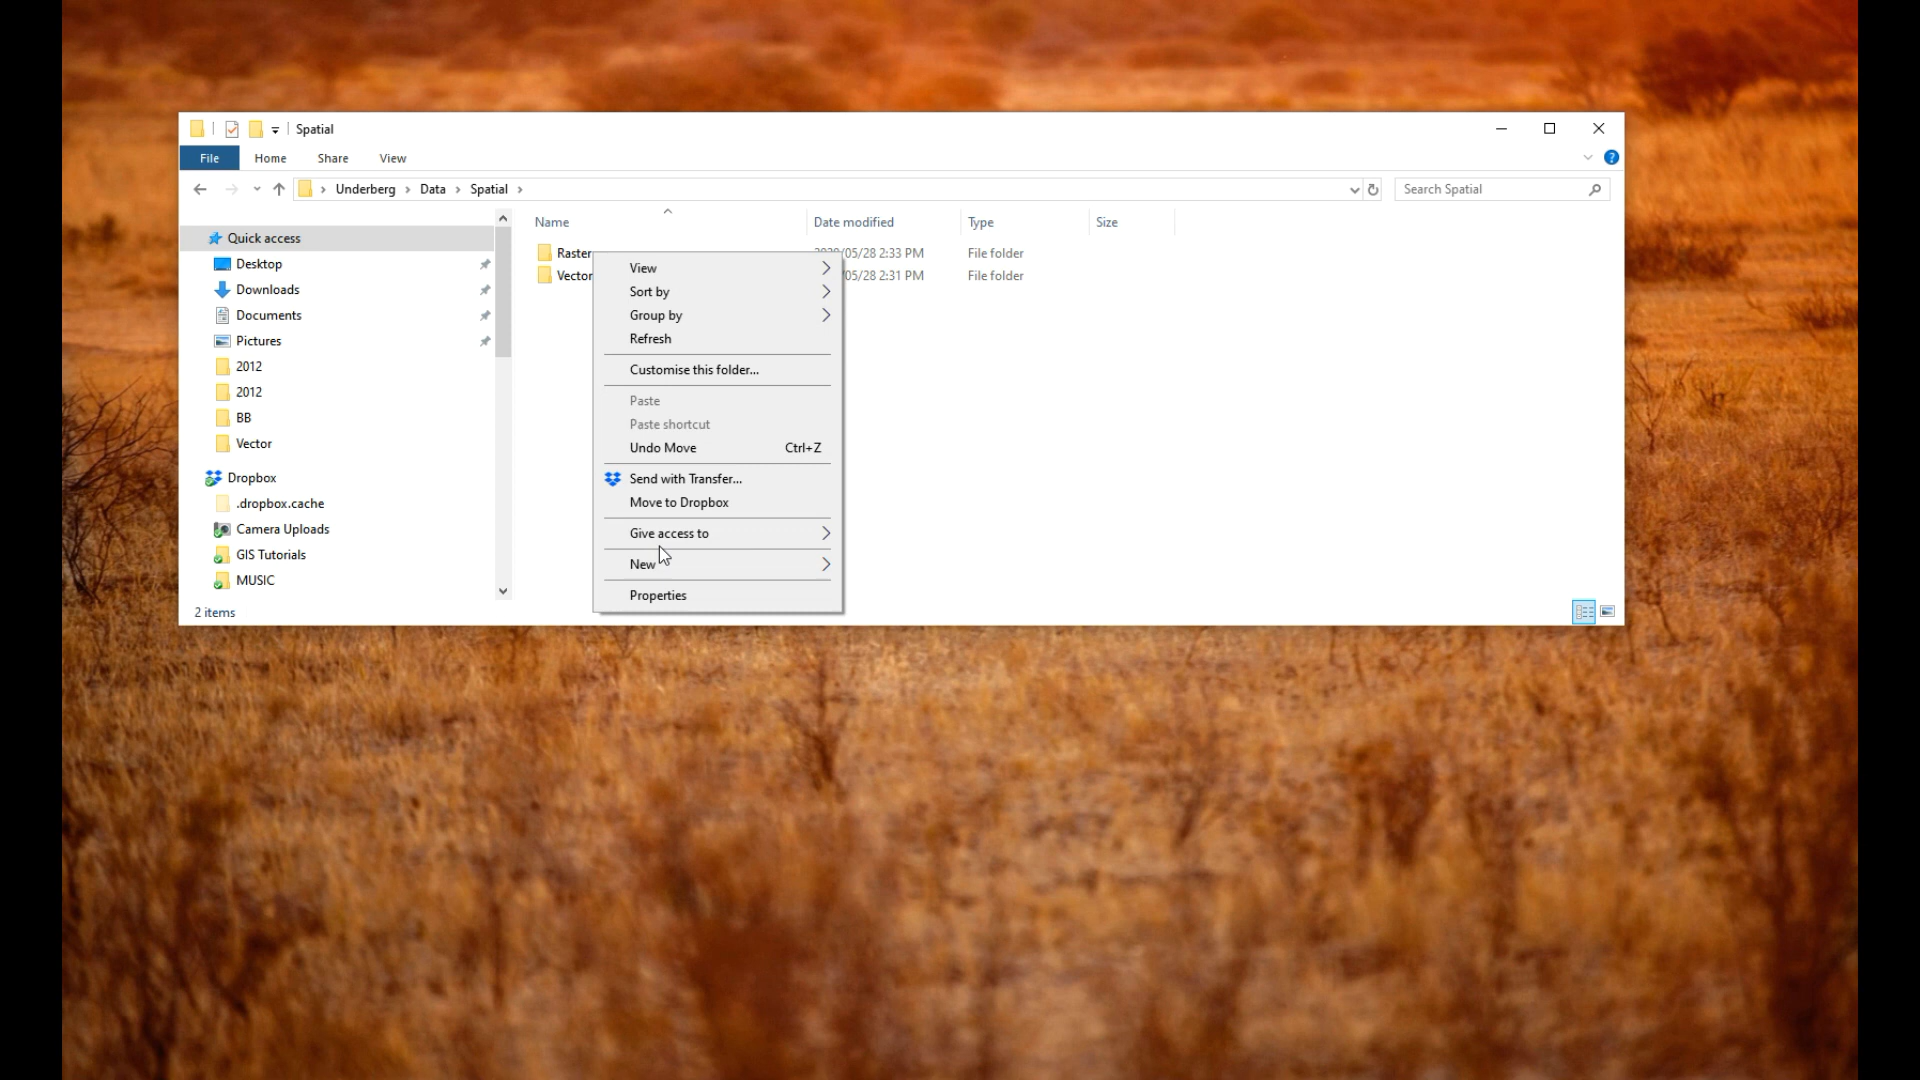 Spatial
File Home Share View
Underberg Data Spatial
Search Spatial
Name Date modified Type Size
Quick access
Desktop
Downloads
Documents
Pictures
2012
2012
BB
Vector
Dropbox
.dropbox.cache
Camera Uploads
GIS Tutorials
MUSIC
2 items
Raster /05/28 2:33 PM File folder
Vector /05/28 2:31 PM File folder
View
Sort by
Group by
Refresh
Customise this folder...
Paste
Paste shortcut
Undo Move Ctrl+Z
Send with Transfer...
Move to Dropbox
Give access to
New
Properties